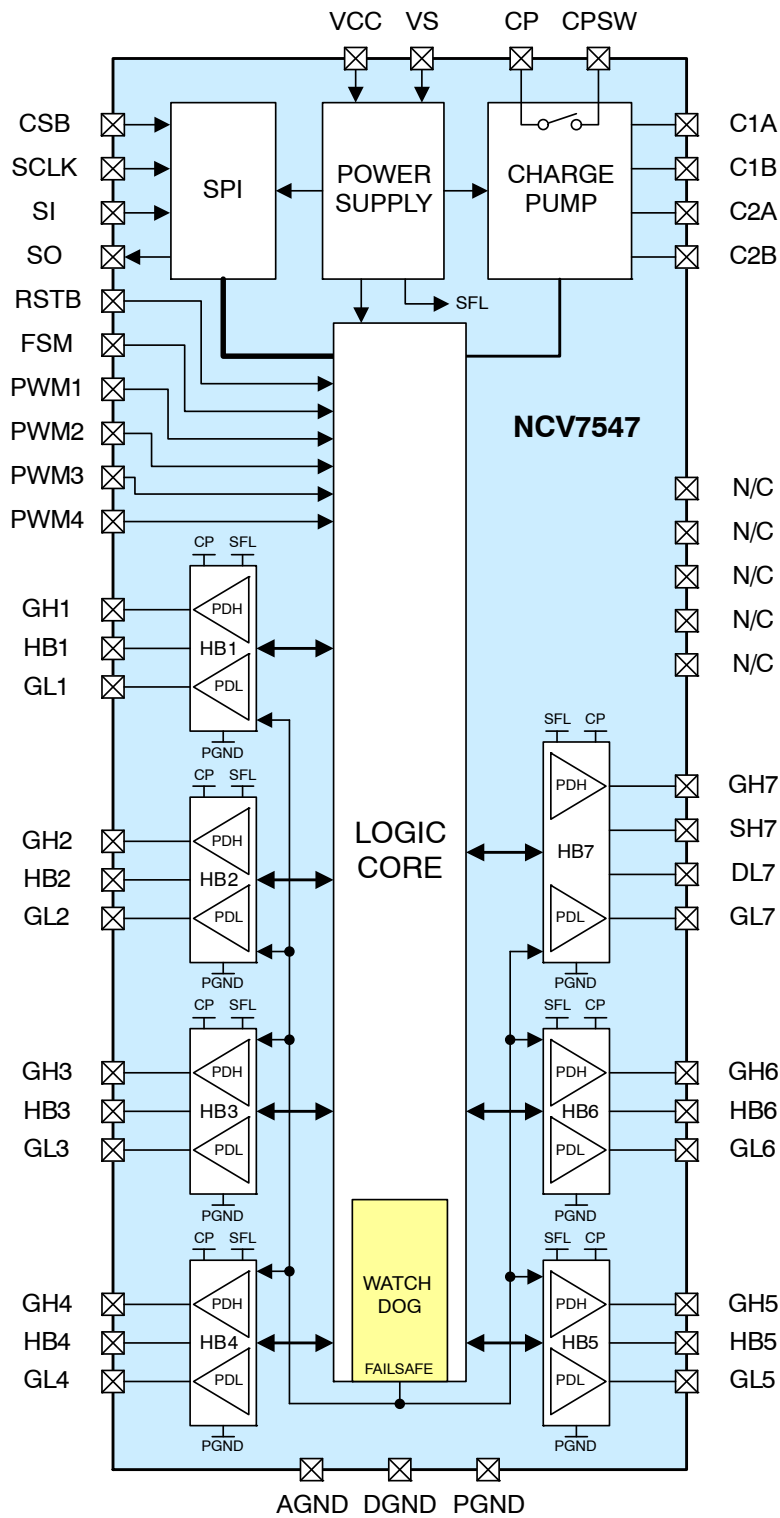 VCC VS CP CPSW
CSB
SCLK
SI
SO
RSTB
FSM
PWM1
PWM2
PWM3
PWM4
SPI
POWER
SUPPLY
CHARGE
PUMP
C1A
C1B
C2A
C2B
SFL
NCV7547
N/C
N/C
N/C
N/C
N/C
LOGIC
CORE
CP SFL
GH1
HB1
GL1
PDH
HB1
PDL
PGND
CP SFL
GH2
HB2
GL2
PDH
HB2
PDL
PGND
CP SFL
GH3
HB3
GL3
PDH
HB3
PDL
PGND
CP SFL
GH4
HB4
GL4
PDH
HB4
PDL
PGND
SFL CP
PDH
HB7
PDL
PGND
GH7
SH7
DL7
GL7
SFL CP
PDH
HB6
PDL
PGND
GH6
HB6
GL6
SFL CP
PDH
HB5
PDL
PGND
GH5
HB5
GL5
WATCH
DOG
FAILSAFE
AGND DGND PGND